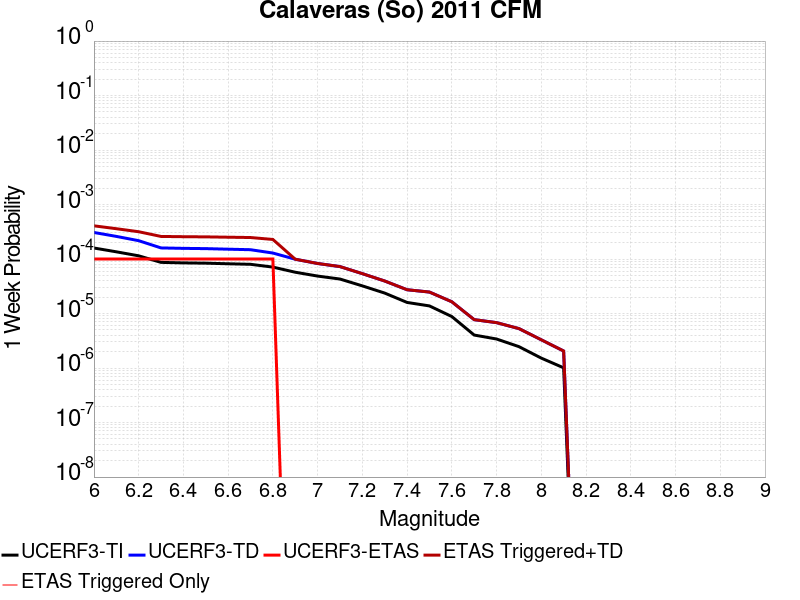 Calaveras (So) 2011 CFM
1 Week Probability
10 0
10 -1
10 -2
10 -3
10 -4
10 -5
10 -6
10 -7
10 -8
6 6.2 6.4 6.6 6.8 7 7.2 7.4 7.6 7.8 8 8.2 8.4 8.6 8.8 9
Magnitude
UCERF3-TI UCERF3-TD UCERF3-ETAS ETAS Triggered+TD
ETAS Triggered Only